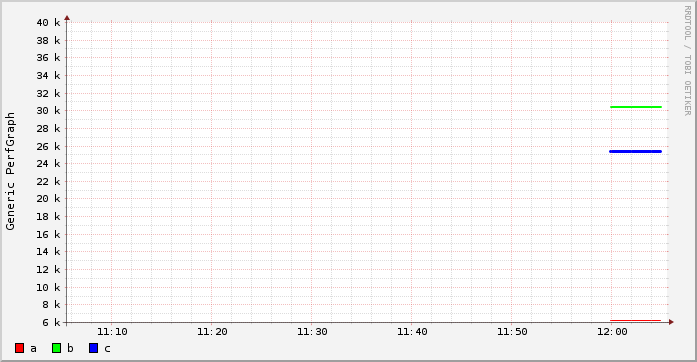 40 k
38 k
36 k
34 k
32 k
30 k
28 k
26 k
24 k
22 k
20 k
18 k
16 k
14 k
12 k
10 k
8 k
6 k
Generic PerfGraph
11:10 11:20 11:30 11:40 11:50 12:00
a b c
RRDTOOL / TOBI OETIKER